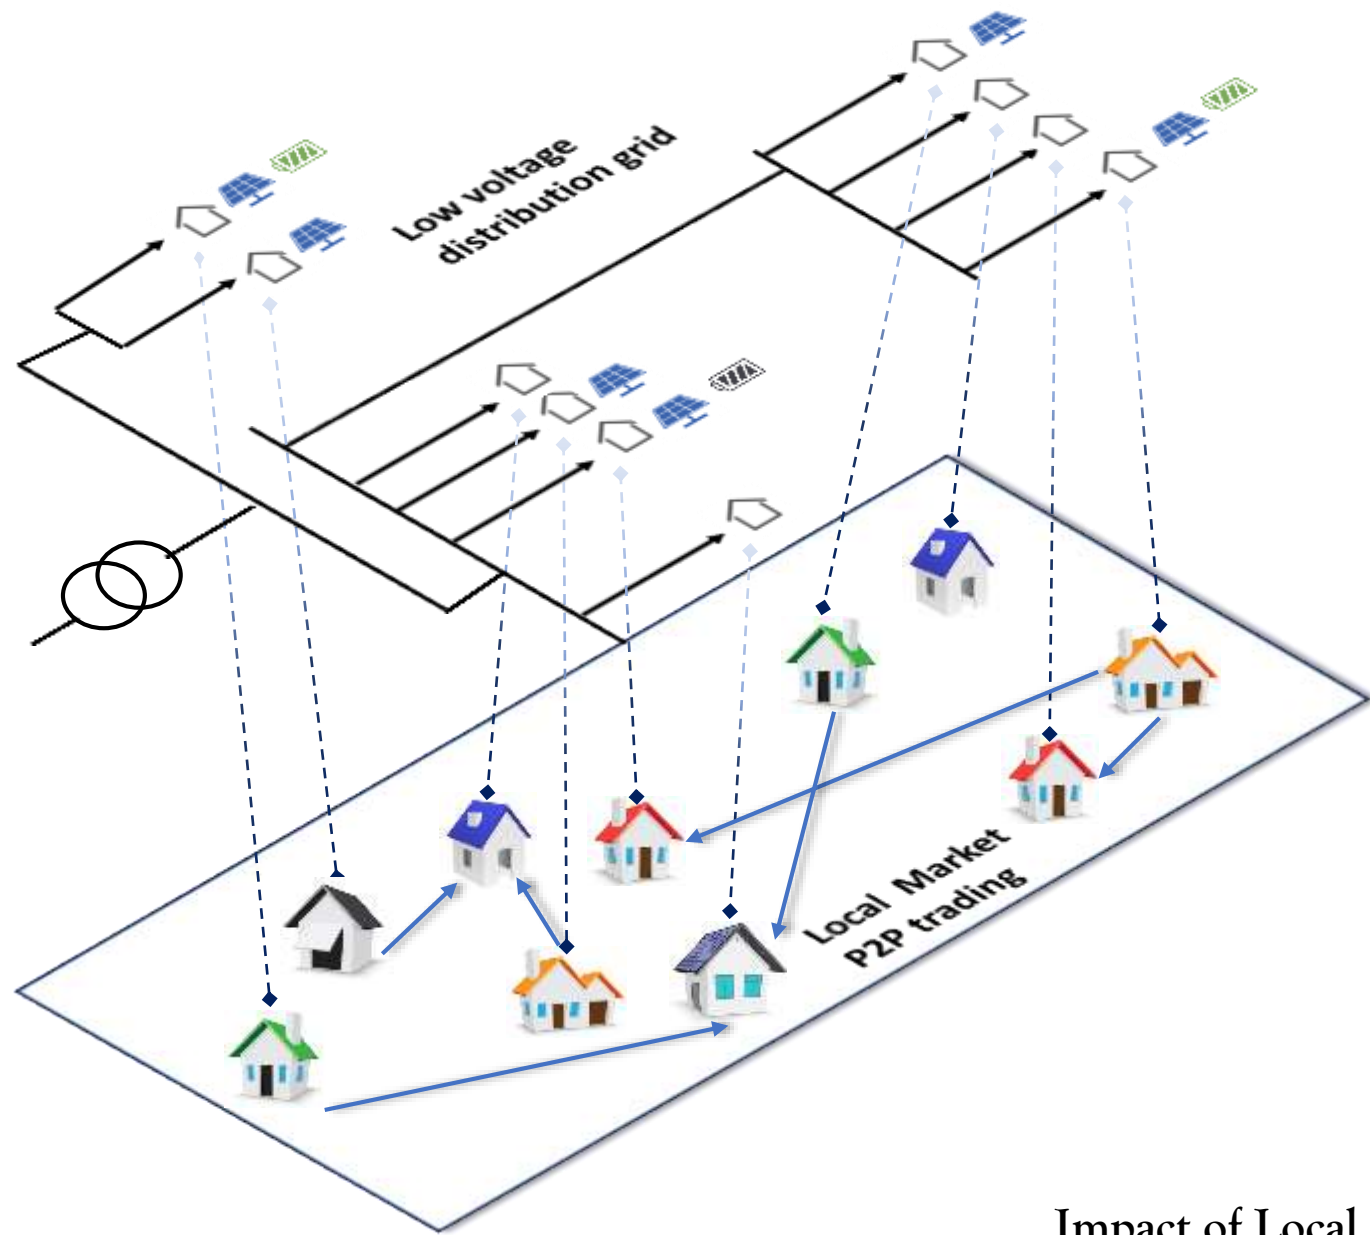 Low voltage
distribution grid
Local Market
P2P trading
Impact of Local